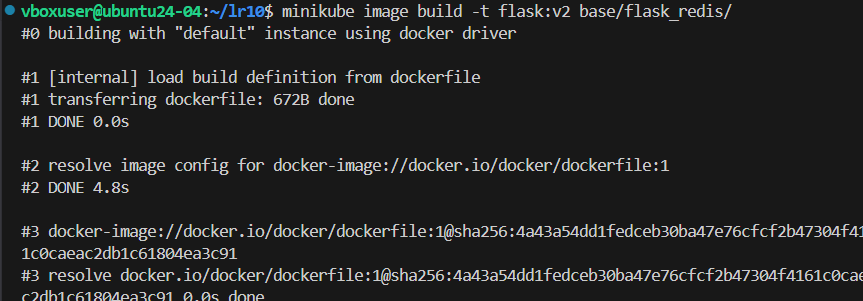 vboxuser@ubuntu24-04:~/lr10$ minikube image build -t flask:v2 base/flask_redis/
#0 building with "default" instance using docker driver
#1 [internal] load build definition from dockerfile
#1 transferring dockerfile: 672B done
#1 DONE 0.0s
#2 resolve image config for docker-image://docker.io/docker/dockerfile:1
#2 DONE 4.8s
#3 docker-image://docker.io/docker/dockerfile:1@sha256:4a43a54dd1fedceb30ba47e76cfcf2b47304f41
1c0caeac2db1c61804ea3c91
#3 resolve docker.io/docker/dockerfile:1@sha256:4a43a54dd1fedceb30ba47e76cfcf2b47304f4161c0cae
c2db1c61804ea3c91 0.0s done